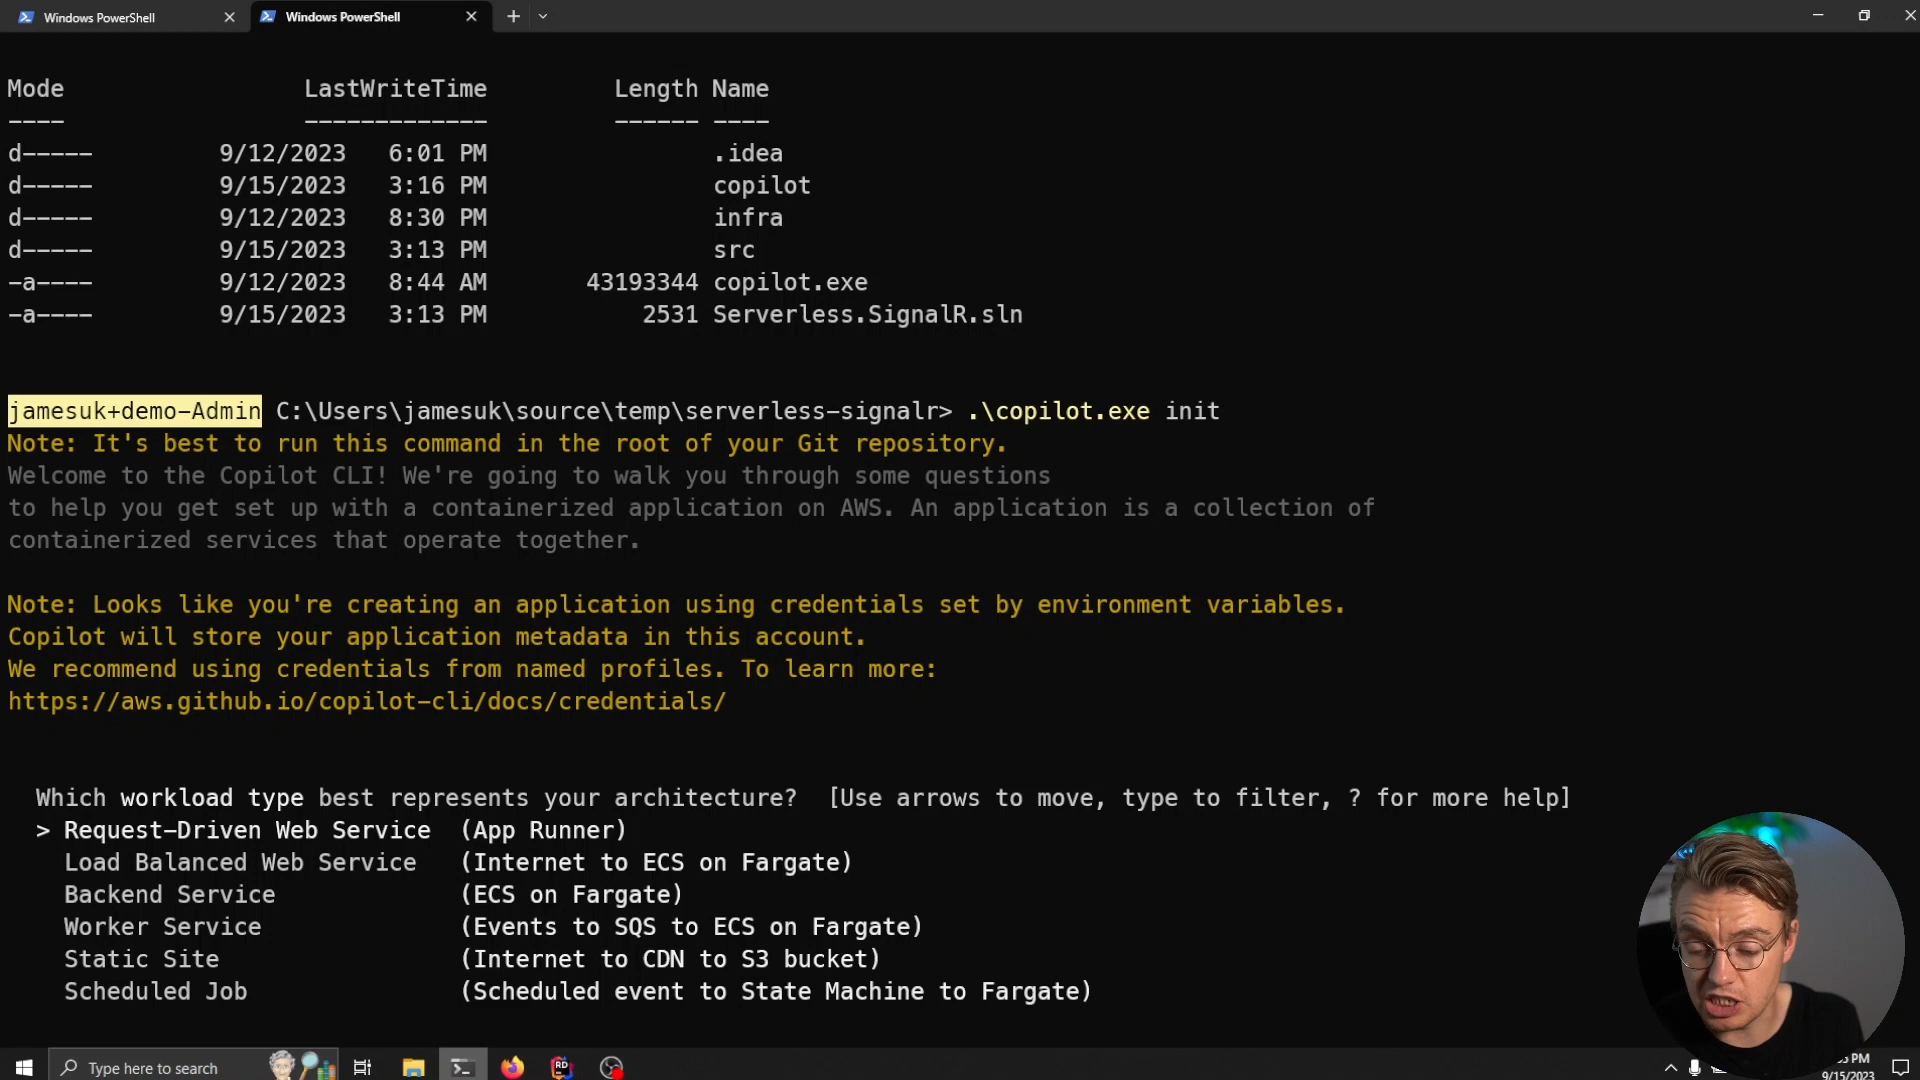 Windows PowerShell
Windows PowerShell
Mode LastWriteTime Length Name
---- ------------- ------ ----
d----- 9/12/2023 6:01 PM .idea
d----- 9/15/2023 3:16 PM copilot
d----- 9/12/2023 8:30 PM infra
d----- 9/15/2023 3:13 PM src
-a---- 9/12/2023 8:44 AM 43193344 copilot.exe
-a---- 9/15/2023 3:13 PM 2531 Serverless.SignalR.sln
jamesuk+demo-Admin C:\Users\jamesuk\source\temp\serverless-signalr> .\copilot.exe init
Note: It's best to run this command in the root of your Git repository.
Welcome to the Copilot CLI! We're going to walk you through some questions
to help you get set up with a containerized application on AWS. An application is a collection of
containerized services that operate together.
Note: Looks like you're creating an application using credentials set by environment variables.
Copilot will store your application metadata in this account.
We recommend using credentials from named profiles. To learn more:
https://aws.github.io/copilot-cli/docs/credentials/
Which workload type best represents your architecture? [Use arrows to move, type to filter, ? for more help]
> Request-Driven Web Service (App Runner)
Load Balanced Web Service (Internet to ECS on Fargate)
Backend Service (ECS on Fargate)
Worker Service (Events to SQS to ECS on Fargate)
Static Site (Internet to CDN to S3 bucket)
Scheduled Job (Scheduled event to State Machine to Fargate)
Type here to search
RD
PM
9/15/2023